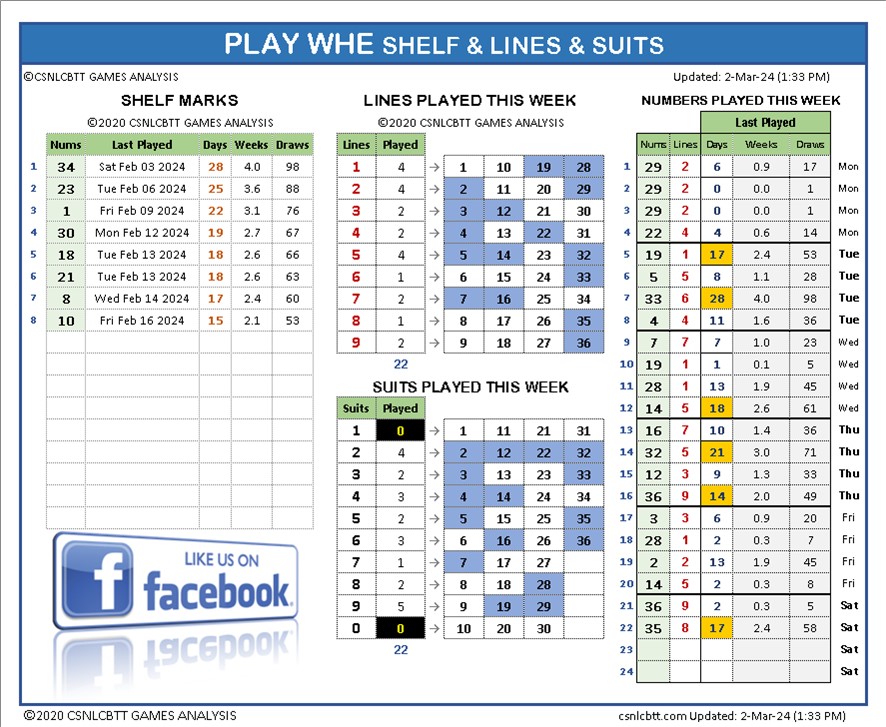 PLAY WHE SHELF & LINES & SUITS
©CSNLCBTT GAMES ANALYSIS
Updated: 2-Mar-24 (1:33 PM)
SHELF MARKS
©2020 CSNLCBTT GAMES ANALYSIS
Nums Last Played Days Weeks Draws
1 34 Sat Feb 03 2024 28 4.0 98
2 23 Tue Feb 06 2024 25 3.6 88
3 1 Fri Feb 09 2024 22 3.1 76
4 30 Mon Feb 12 2024 19 2.7 67
5 18 Tue Feb 13 2024 18 2.6 66
6 21 Tue Feb 13 2024 18 2.6 63
7 8 Wed Feb 14 2024 17 2.4 60
8 10 Fri Feb 16 2024 15 2.1 53
LIKE US ON
facebook
LINES PLAYED THIS WEEK
©2020 CSNLCBTT GAMES ANALYSIS
Lines Played
1 4 → 1 10 19 28
2 4 → 2 11 20 29
3 2 → 3 12 21 30
4 2 → 4 13 22 31
5 4 → 5 14 23 32
6 1 → 6 15 24 33
7 2 → 7 16 25 34
8 1 → 8 17 26 35
9 2 → 9 18 27 36
22
SUITS PLAYED THIS WEEK
Suits Played
1 0 → 1 11 21 31
2 4 → 2 12 22 32
3 2 → 3 13 23 33
4 3 → 4 14 24 34
5 2 → 5 15 25 35
6 3 → 6 16 26 36
7 1 → 7 17 27
8 2 → 8 18 28
9 5 → 9 19 29
0 0 → 10 20 30
22
NUMBERS PLAYED THIS WEEK
Last Played
Nums Lines Days Weeks Draws
1 29 2 6 0.9 17 Mon
2 29 2 0 0.0 1 Mon
3 29 2 0 0.0 1 Mon
4 22 4 4 0.6 14 Mon
5 19 1 17 2.4 53 Tue
6 5 5 8 1.1 28 Tue
7 33 6 28 4.0 98 Tue
8 4 4 11 1.6 36 Tue
9 7 7 7 1.0 23 Wed
10 19 1 1 0.1 5 Wed
11 28 1 13 1.9 45 Wed
12 14 5 18 2.6 61 Wed
13 16 7 10 1.4 36 Thu
14 32 5 21 3.0 71 Thu
15 12 3 9 1.3 33 Thu
16 36 9 14 2.0 49 Thu
17 3 3 6 0.9 20 Fri
18 28 1 2 0.3 7 Fri
19 2 2 13 1.9 45 Fri
20 14 5 2 0.3 8 Fri
21 36 9 2 0.3 5 Sat
22 35 8 17 2.4 58 Sat
23 Sat
24 Sat
©2020 CSNLCBTT GAMES ANALYSIS
csnlcbtt.com Updated: 2-Mar-24 (1:33 PM)